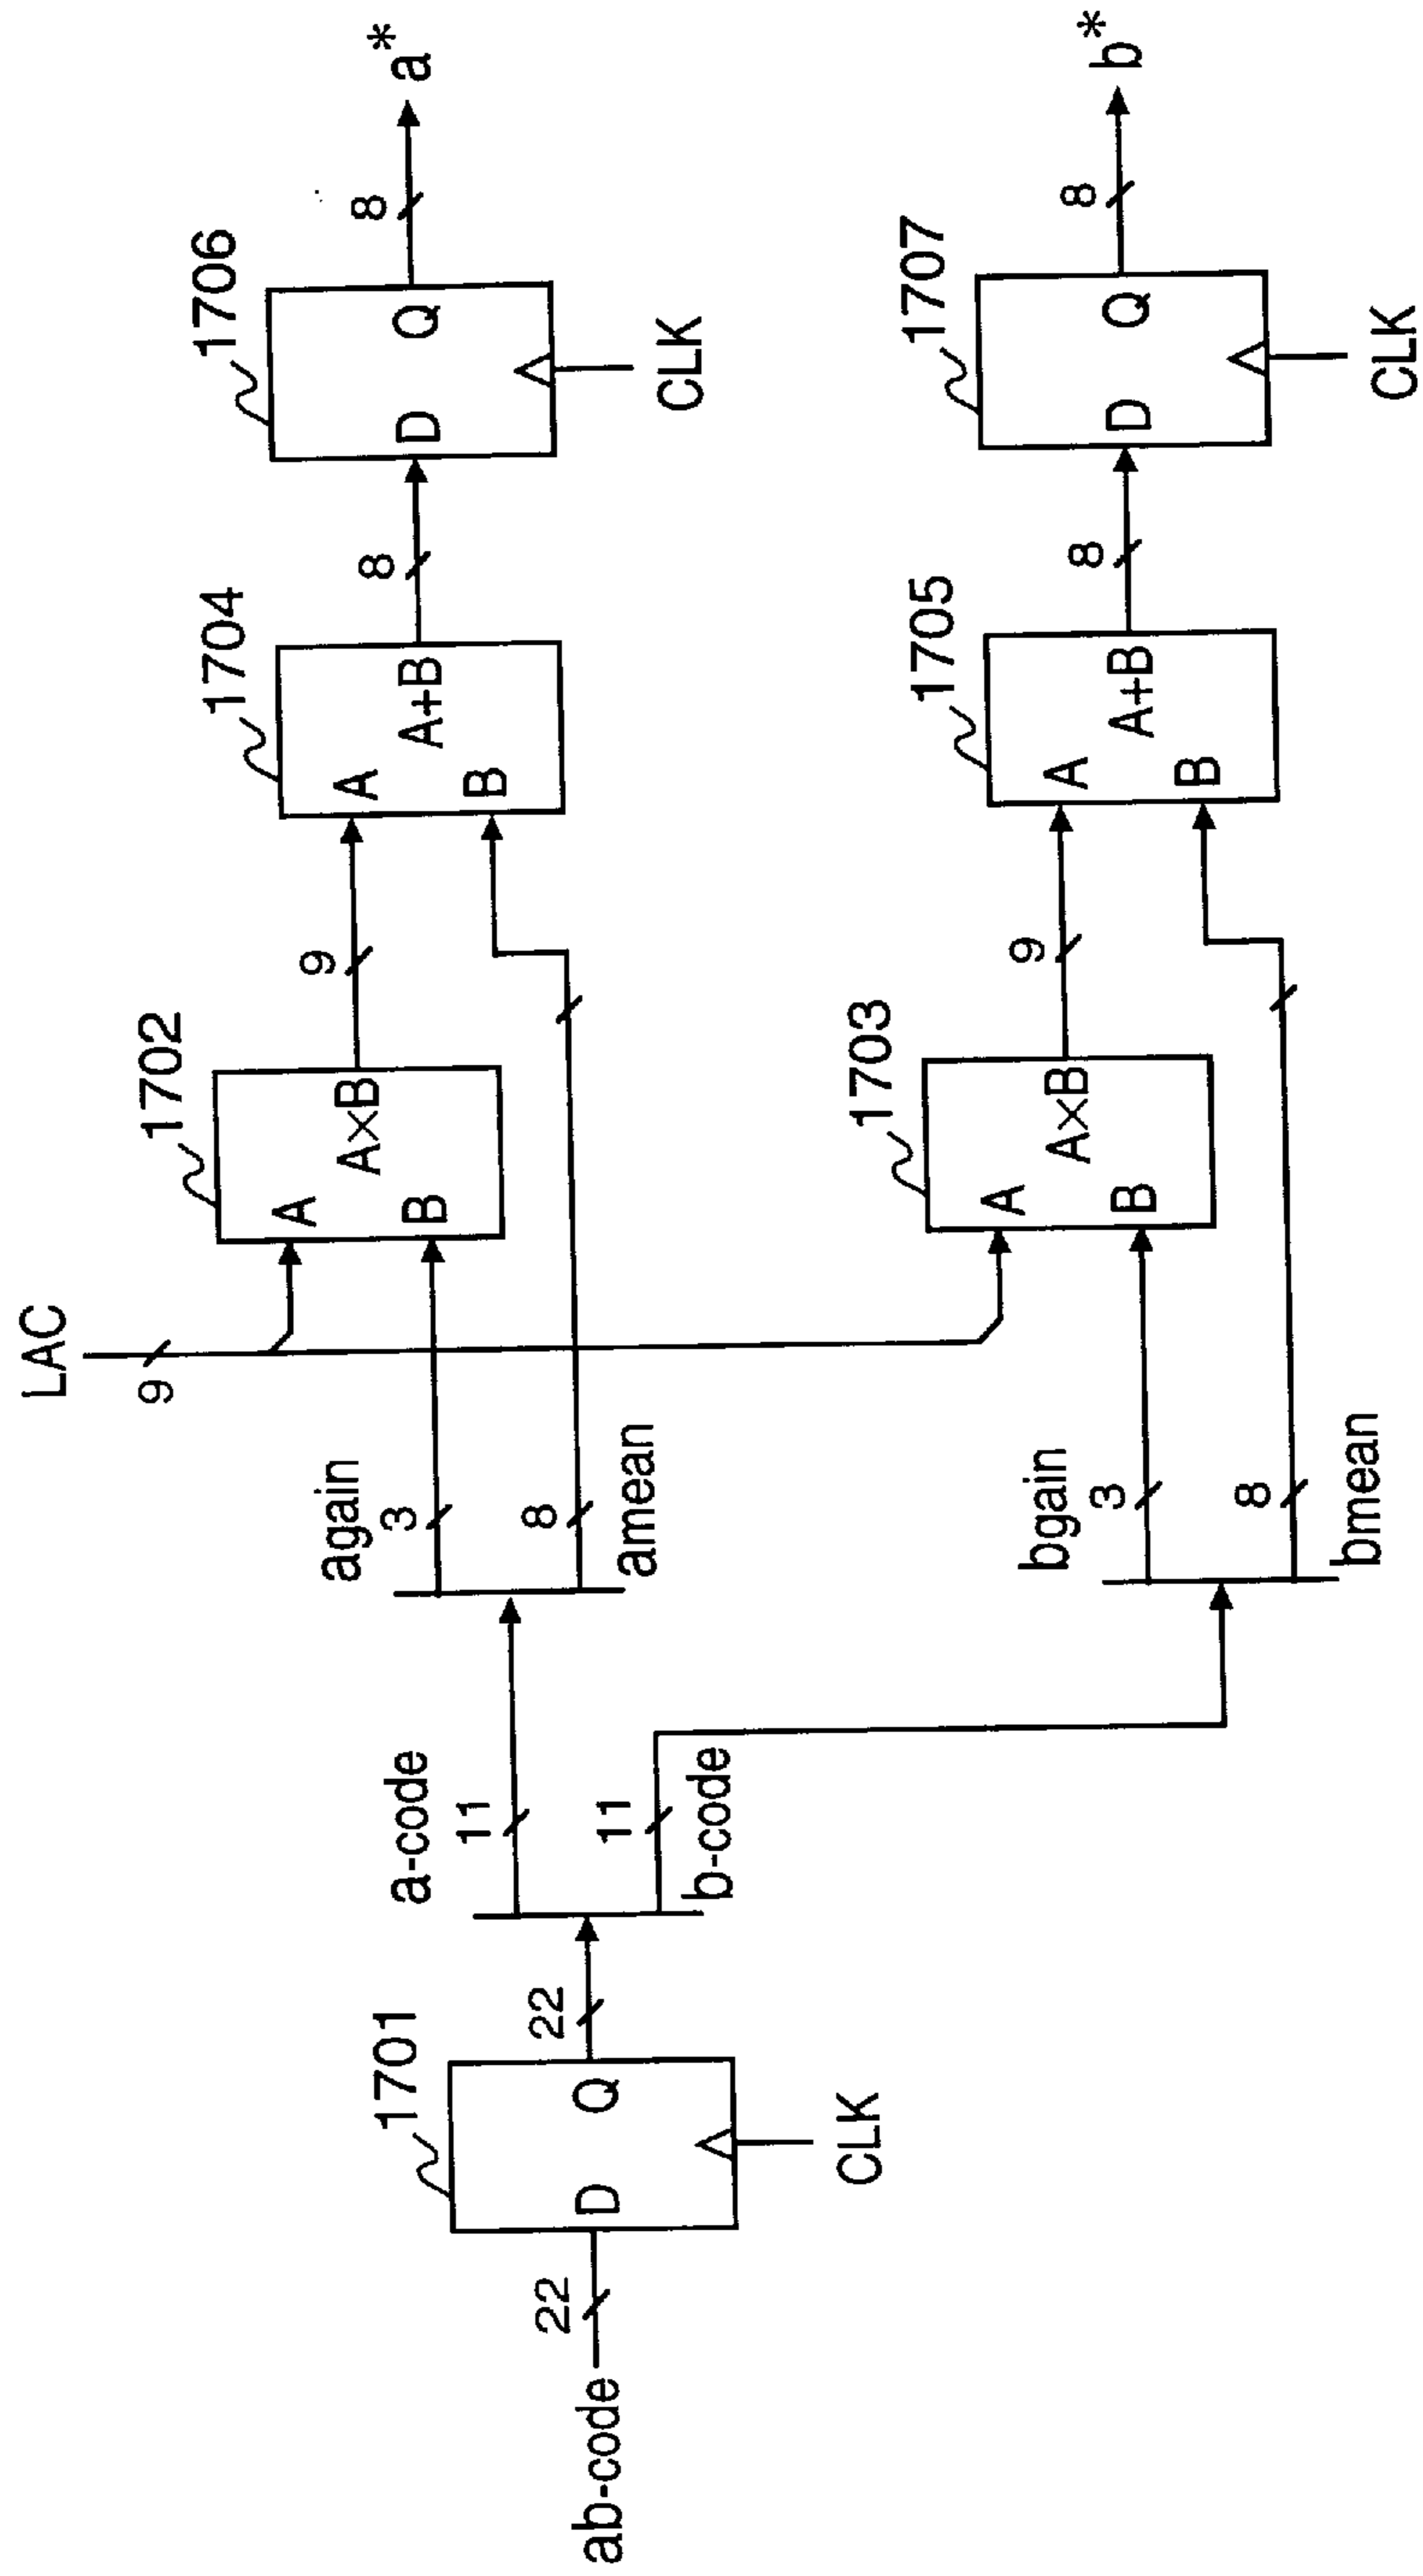 ab-code
22
1701
D
Q
CLK
22
a-code
11
11
b-code
again
3
8
amean
bgain
3
8
bmean
LAC
9
1702
A
B
A×B
9
1703
A
B
A×B
9
1704
A
B
A+B
8
1705
A
B
A+B
8
1706
D
Q
CLK
8
a*
1707
D
Q
CLK
8
b*